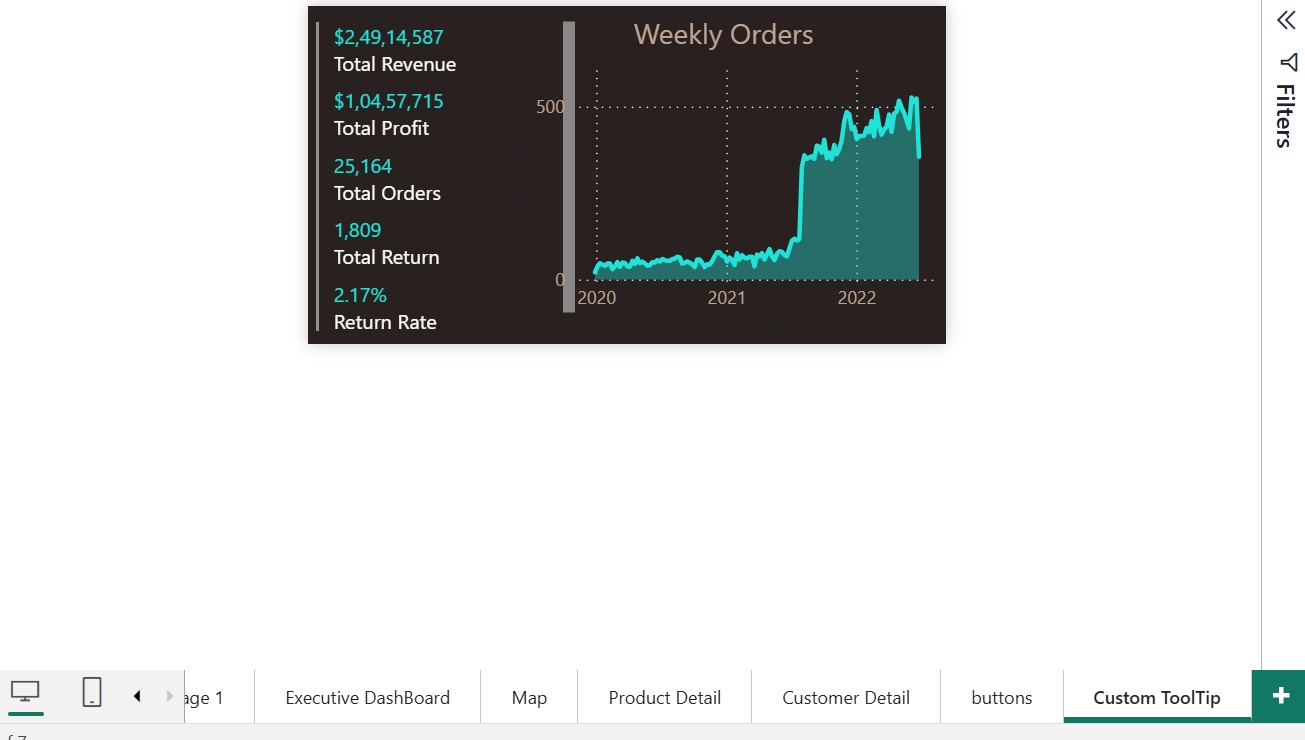 $2,49,14,587
Total Revenue
$1,04,57,715
Total Profit
25,164
Total Orders
1,809
Total Return
2.17%
Return Rate
Weekly Orders
500
0
2020 2021 2022
Filters
age 1 Executive DashBoard Map Product Detail Customer Detail buttons Custom ToolTip